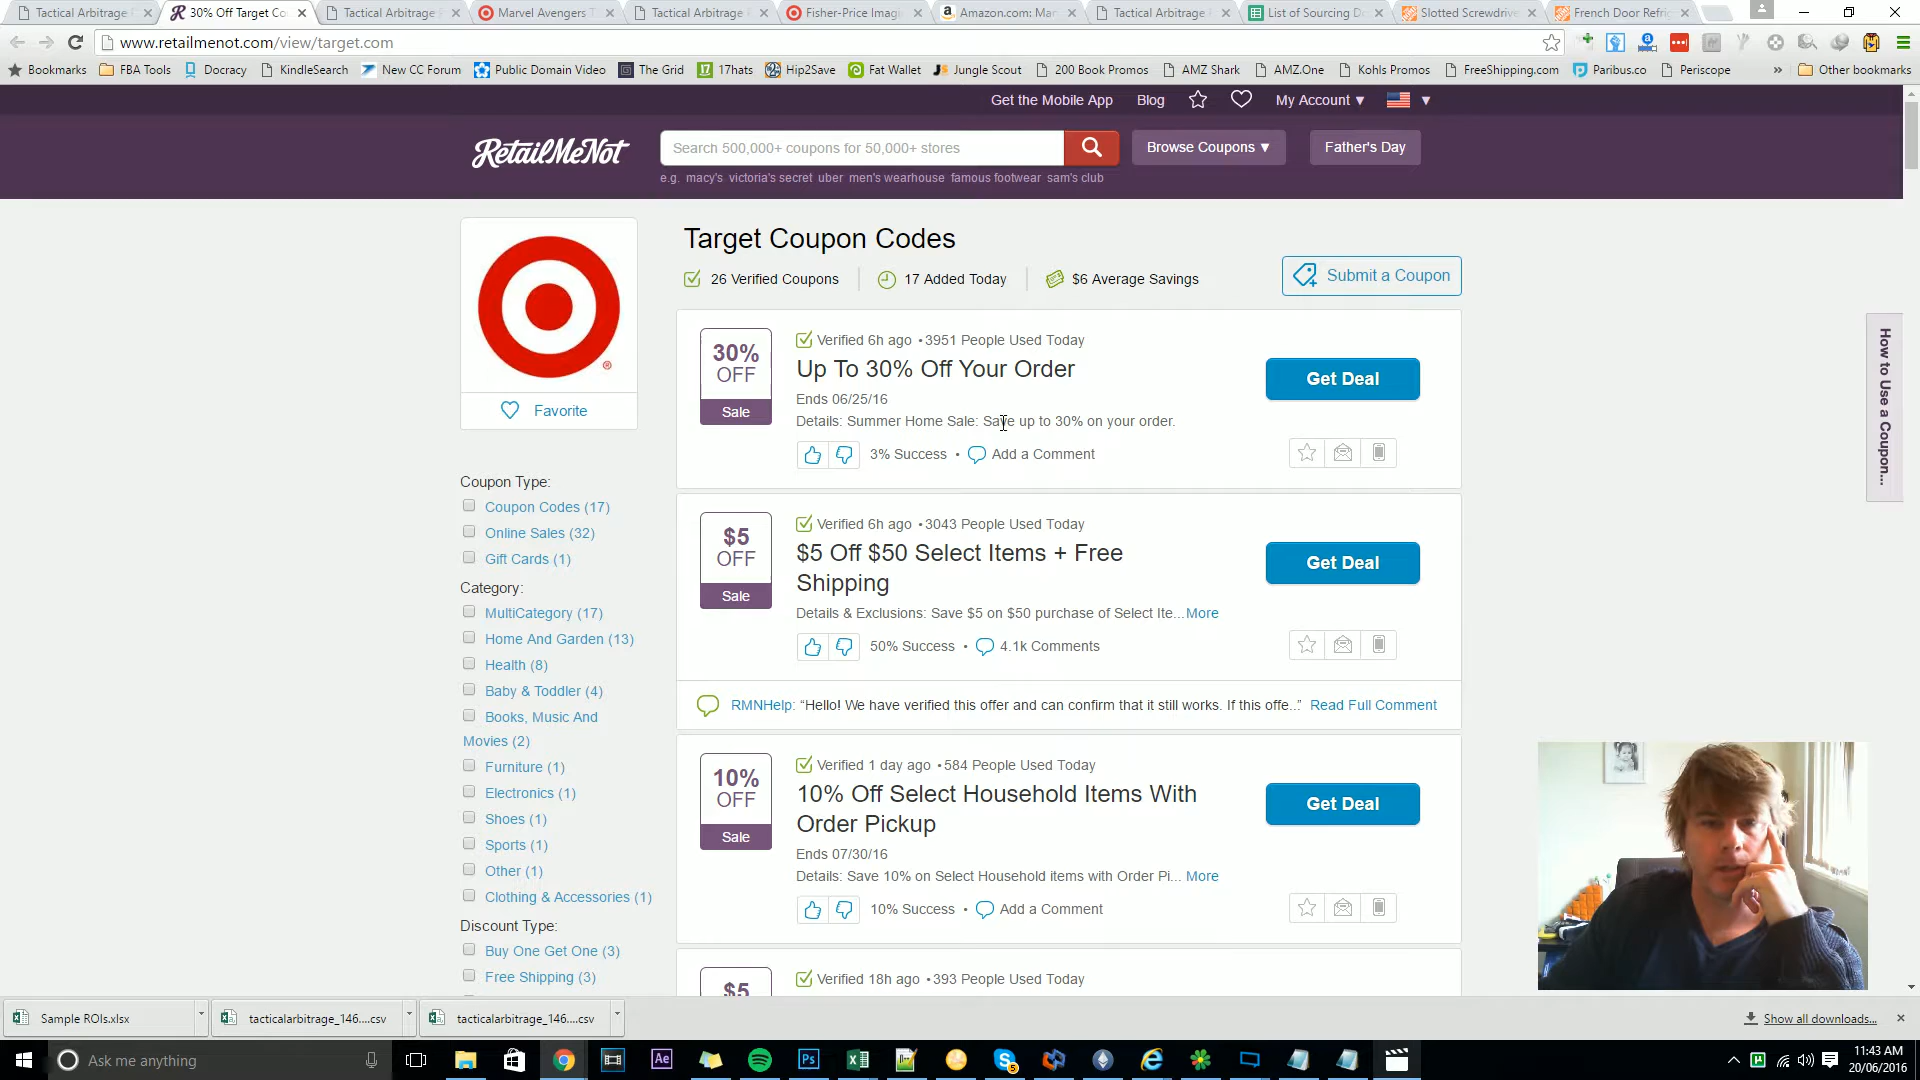 Tactical Arbitrage
30% Off Target Co
Tactical Arbitrage
Marvel Avengers T
Tactical Arbitrage
Fisher-Price Imagi
Amazon.com: Mar
Tactical Arbitrage
List of Sourcing Do
Slotted Screwdrive
French Door Refri
www.retailmenot.com/view/target.com
Bookmarks FBA Tools Docracy KindleSearch New CC Forum Public Domain Video The Grid 17hats Hip2Save Fat Wallet Jungle Scout 200 Book Promos AMZ Shark AMZ.One Kohls Promos FreeShipping.com Paribus.co Periscope » Other bookmarks
Get the Mobile App Blog My Account ▼
RetailMeNot
Search 500,000+ coupons for 50,000+ stores
Browse Coupons ▼
Father's Day
e.g. macy's victoria's secret uber men's wearhouse famous footwear sam's club
Favorite
Target Coupon Codes
26 Verified Coupons
17 Added Today
$6 Average Savings
Submit a Coupon
How to Use a Coupon...
30%
OFF
Sale
Verified 6h ago • 3951 People Used Today
Up To 30% Off Your Order
Ends 06/25/16
Details: Summer Home Sale: Save up to 30% on your order.
3% Success • Add a Comment
Get Deal
$5
OFF
Sale
Verified 6h ago • 3043 People Used Today
$5 Off $50 Select Items + Free
Shipping
Details & Exclusions: Save $5 on $50 purchase of Select Ite... More
50% Success • 4.1k Comments
Get Deal
RMNHelp: “Hello! We have verified this offer and can confirm that it still works. If this offe...” Read Full Comment
10%
OFF
Sale
Verified 1 day ago • 584 People Used Today
10% Off Select Household Items With
Order Pickup
Ends 07/30/16
Details: Save 10% on Select Household items with Order Pi... More
10% Success • Add a Comment
Get Deal
$5
Verified 18h ago • 393 People Used Today
Coupon Type:
Coupon Codes (17)
Online Sales (32)
Gift Cards (1)
Category:
MultiCategory (17)
Home And Garden (13)
Health (8)
Baby & Toddler (4)
Books, Music And
Movies (2)
Furniture (1)
Electronics (1)
Shoes (1)
Sports (1)
Other (1)
Clothing & Accessories (1)
Discount Type:
Buy One Get One (3)
Free Shipping (3)
Sample ROIs.xlsx
tacticalarbitrage_146....csv
tacticalarbitrage_146....csv
Show all downloads...
Ask me anything
11:43 AM
20/06/2016